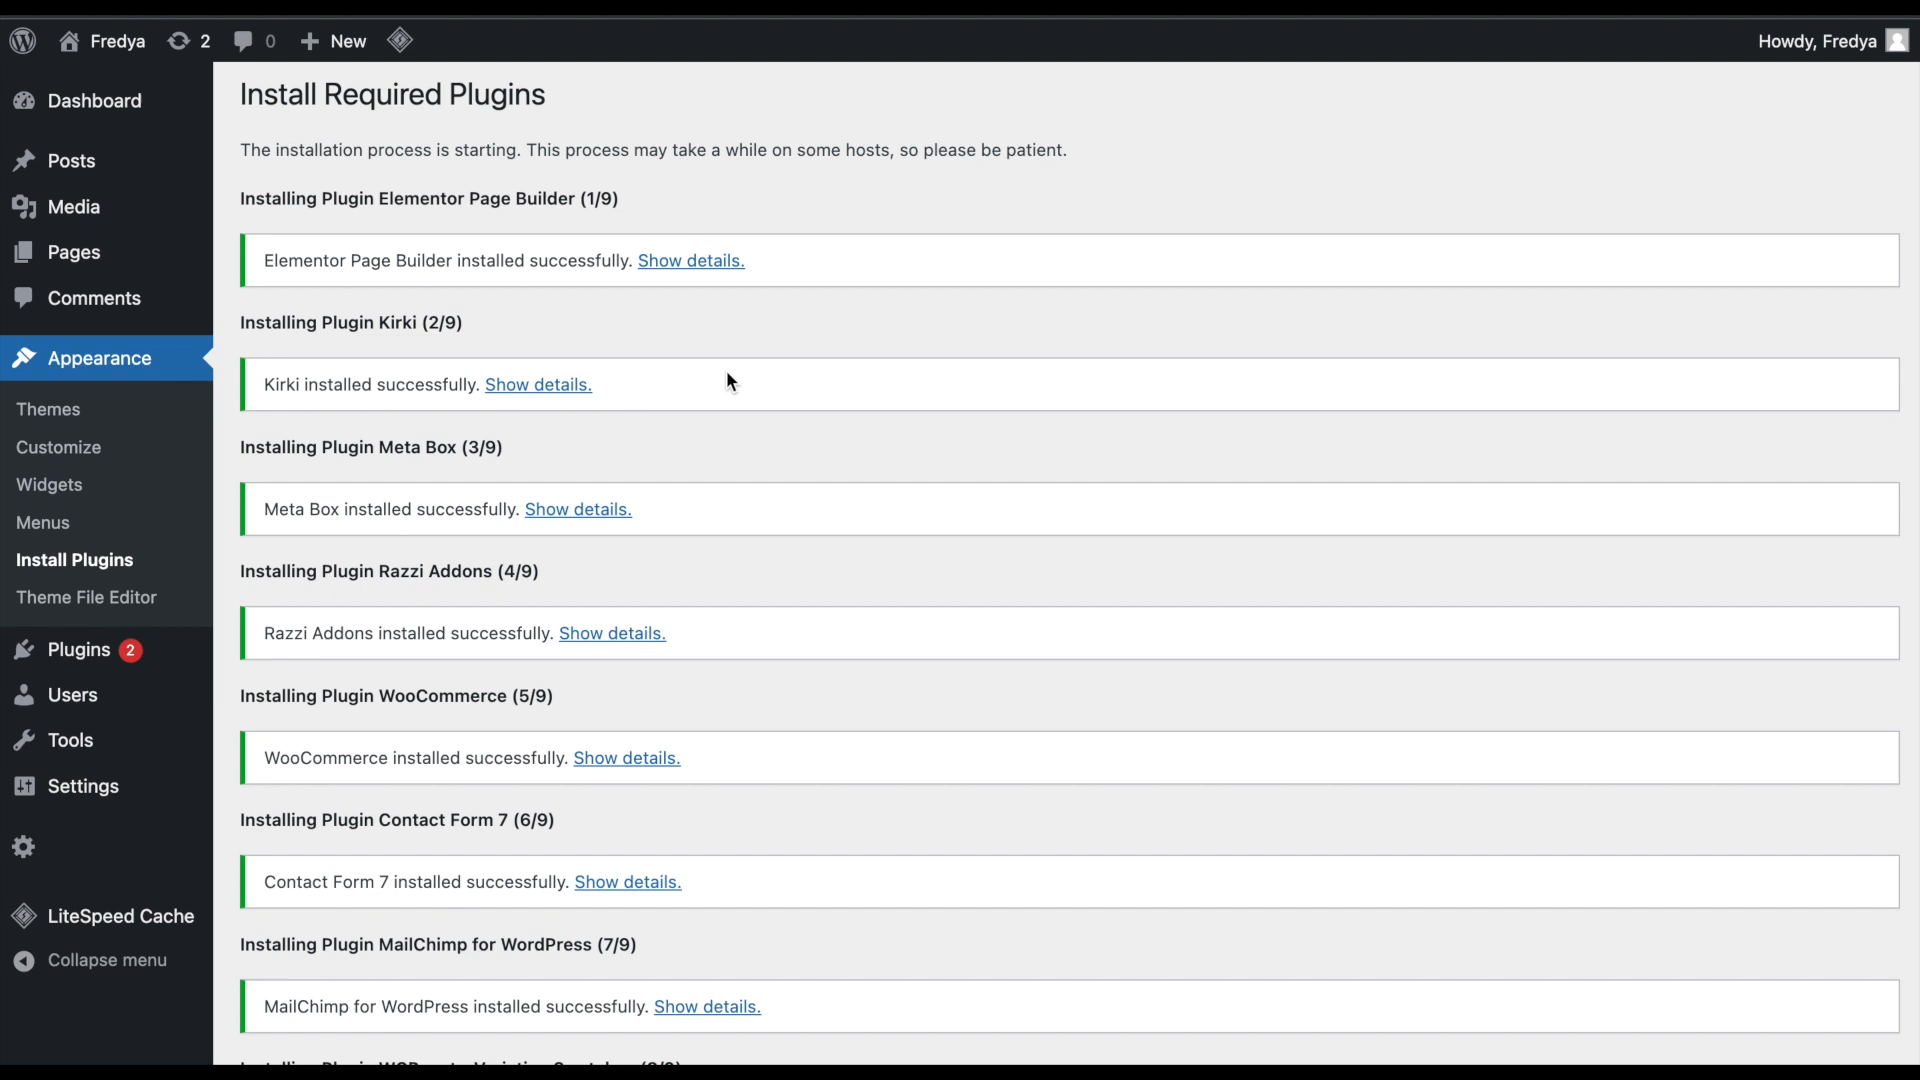 Fredya 2 0 New Howdy, Fredya
Dashboard
Posts
Media
Pages
Comments
Appearance
Themes
Customize
Widgets
Menus
Install Plugins
Theme File Editor
Plugins 2
Users
Tools
Settings
LiteSpeed Cache
Collapse menu
Install Required Plugins
The installation process is starting. This process may take a while on some hosts, so please be patient.
Installing Plugin Elementor Page Builder (1/9)
Elementor Page Builder installed successfully. Show details.
Installing Plugin Kirki (2/9)
Kirki installed successfully. Show details.
Installing Plugin Meta Box (3/9)
Meta Box installed successfully. Show details.
Installing Plugin Razzi Addons (4/9)
Razzi Addons installed successfully. Show details.
Installing Plugin WooCommerce (5/9)
WooCommerce installed successfully. Show details.
Installing Plugin Contact Form 7 (6/9)
Contact Form 7 installed successfully. Show details.
Installing Plugin MailChimp for WordPress (7/9)
MailChimp for WordPress installed successfully. Show details.